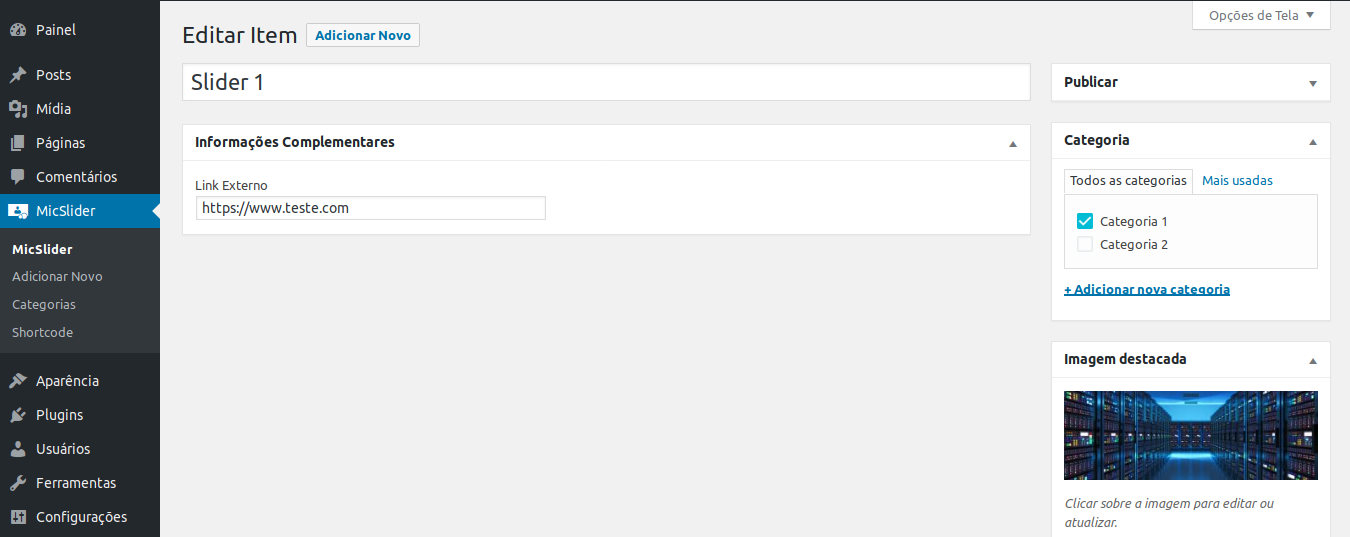 Painel
Posts
Mídia
Páginas
Comentários
MicSlider
MicSlider
Adicionar Novo
Categorias
Shortcode
Aparência
Plugins
Usuários
Ferramentas
Configurações
Opções de Tela
Editar Item Adicionar Novo
Slider 1
Informações Complementares
Link Externo
https://www.teste.com
Publicar
Categoria
Todos as categorias Mais usadas
Categoria 1
Categoria 2
+ Adicionar nova categoria
Imagem destacada
Clicar sobre a imagem para editar ou
atualizar.